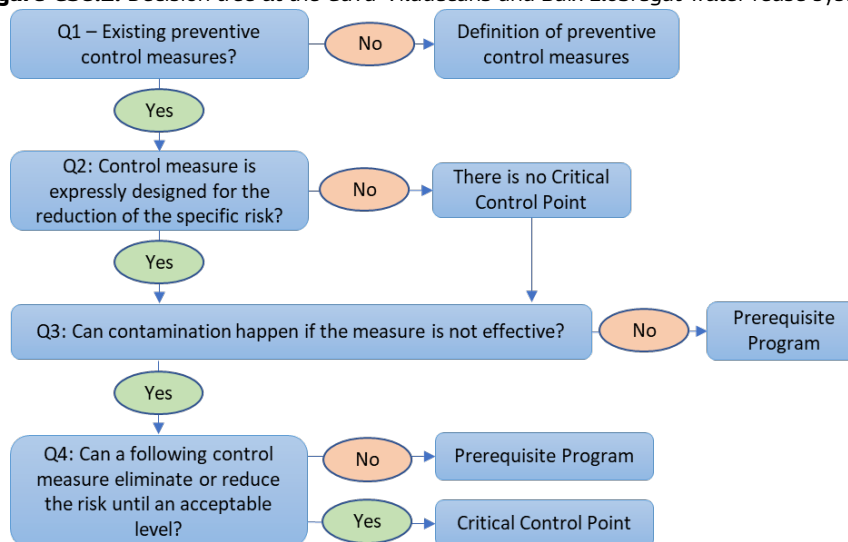 Q1 – Existing preventive
control measures?
No
Definition of preventive
control measures
Yes
Q2: Control measure is
expressly designed for the
reduction of the specific risk?
No
There is no Critical
Control Point
Yes
Q3: Can contamination happen if the measure is not effective?
No
Prerequisite
Program
Yes
Q4: Can a following control
measure eliminate or reduce
the risk until an acceptable
level?
No
Prerequisite Program
Yes
Critical Control Point